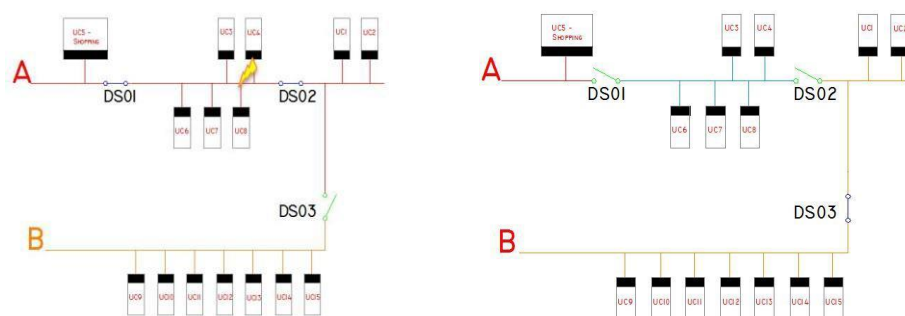 UC5 -
SHOPPING
UC3
UC4
UC1
UC2
A
DS01
DS02
UC6
UC7
UC8
DS03
B
UC9
UC10
UC11
UC12
UC13
UC14
UC15
UC5 -
SHOPPING
UC3
UC4
UC1
UC2
A
DS01
DS02
UC6
UC7
UC8
DS03
B
UC9
UC10
UC11
UC12
UC13
UC14
UC15